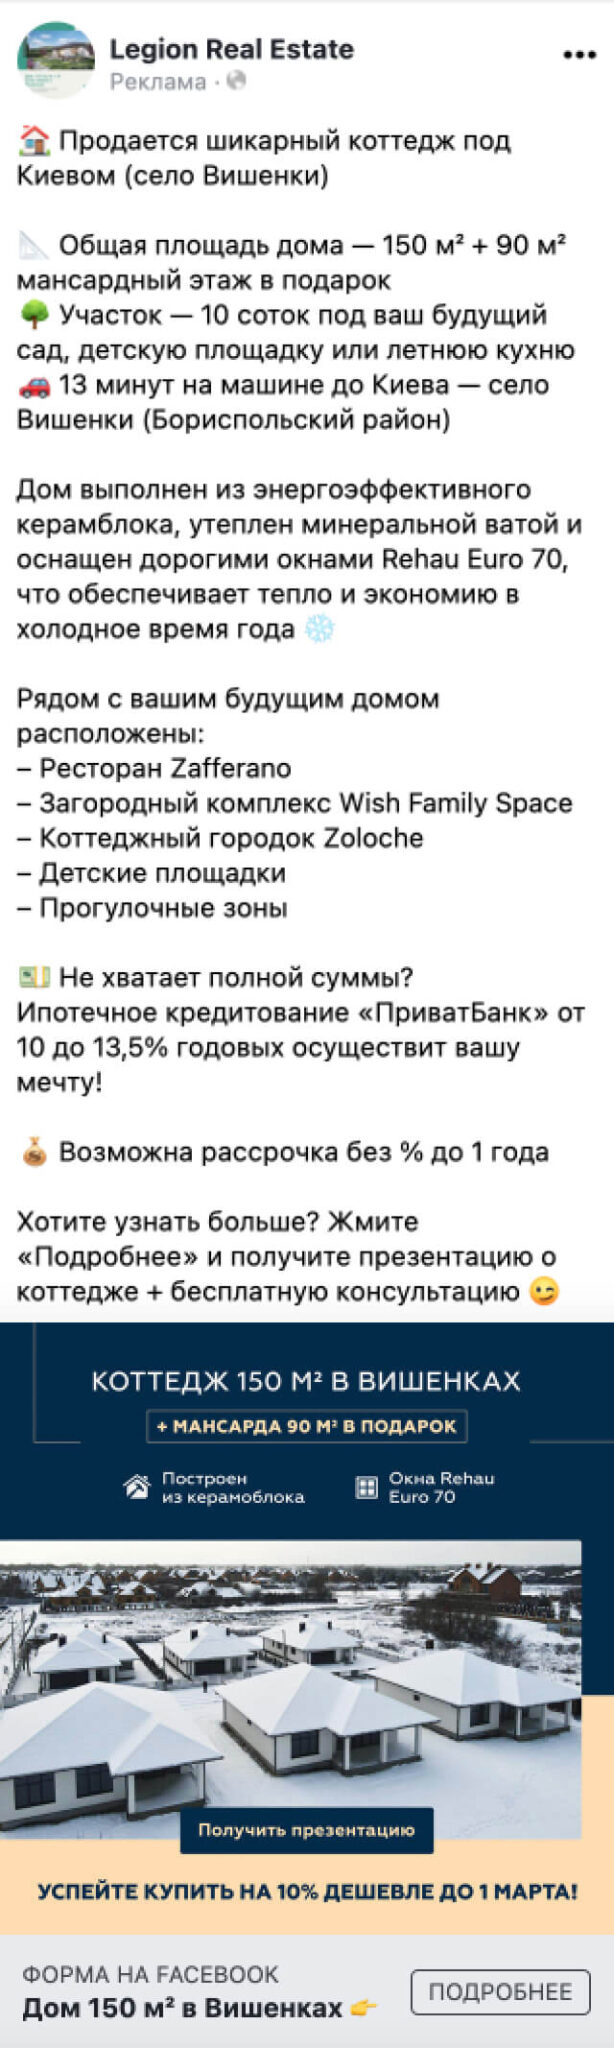 Legion Real Estate
Реклама ·
🏠 Продается шикарный коттедж под
Киевом (село Вишенки)
📐 Общая площадь дома — 150 м² + 90 м²
мансардный этаж в подарок
🌳 Участок — 10 соток под ваш будущий
сад, детскую площадку или летнюю кухню
🚗 13 минут на машине до Киева — село
Вишенки (Бориспольский район)
Дом выполнен из энергоэффективного
керамблока, утеплен минеральной ватой и
оснащен дорогими окнами Rehau Euro 70,
что обеспечивает тепло и экономию в
холодное время года ❄️
Рядом с вашим будущим домом
расположены:
– Ресторан Zafferano
– Загородный комплекс Wish Family Space
– Коттеджный городок Zoloche
– Детские площадки
– Прогулочные зоны
💵 Не хватает полной суммы?
Ипотечное кредитование «ПриватБанк» от
10 до 13,5% годовых осуществит вашу
мечту!
💰 Возможна рассрочка без % до 1 года
Хотите узнать больше? Жмите
«Подробнее» и получите презентацию о
коттедже + бесплатную консультацию 😉
КОТТЕДЖ 150 М² В ВИШЕНКАХ
+ МАНСАРДА 90 М² В ПОДАРОК
Построен
из керамоблока
Окна Rehau
Euro 70
Получить презентацию
УСПЕЙТЕ КУПИТЬ НА 10% ДЕШЕВЛЕ ДО 1 МАРТА!
ФОРМА НА FACEBOOK
Дом 150 м² в Вишенках 👉
ПОДРОБНЕЕ